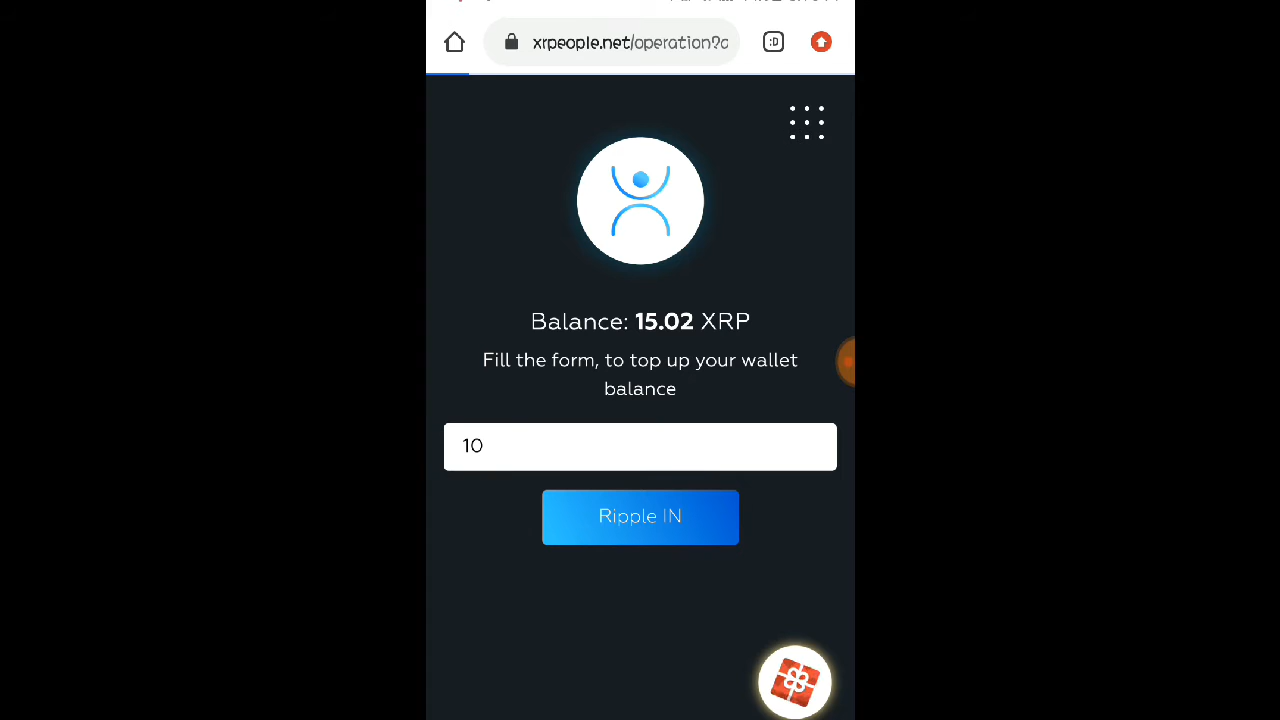 xrpeople.net/operation?c
:D
Balance: 15.02 XRP
Fill the form, to top up your wallet
balance
10
Ripple IN